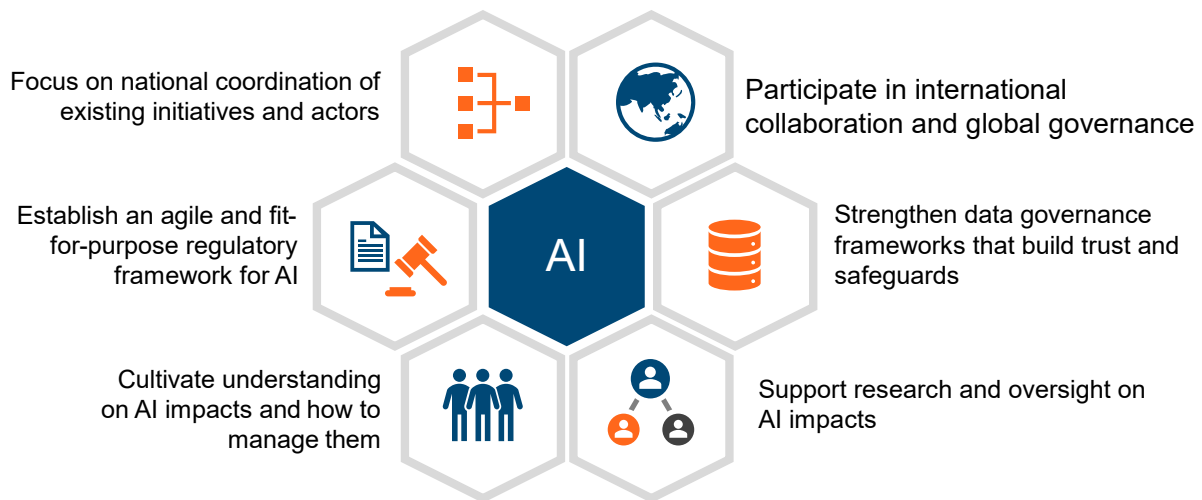 Focus on national coordination of
existing initiatives and actors
Participate in international
collaboration and global governance
Establish an agile and fit-
for-purpose regulatory
framework for AI
AI
Strengthen data governance
frameworks that build trust and
safeguards
Cultivate understanding
on AI impacts and how to
manage them
Support research and oversight on
AI impacts